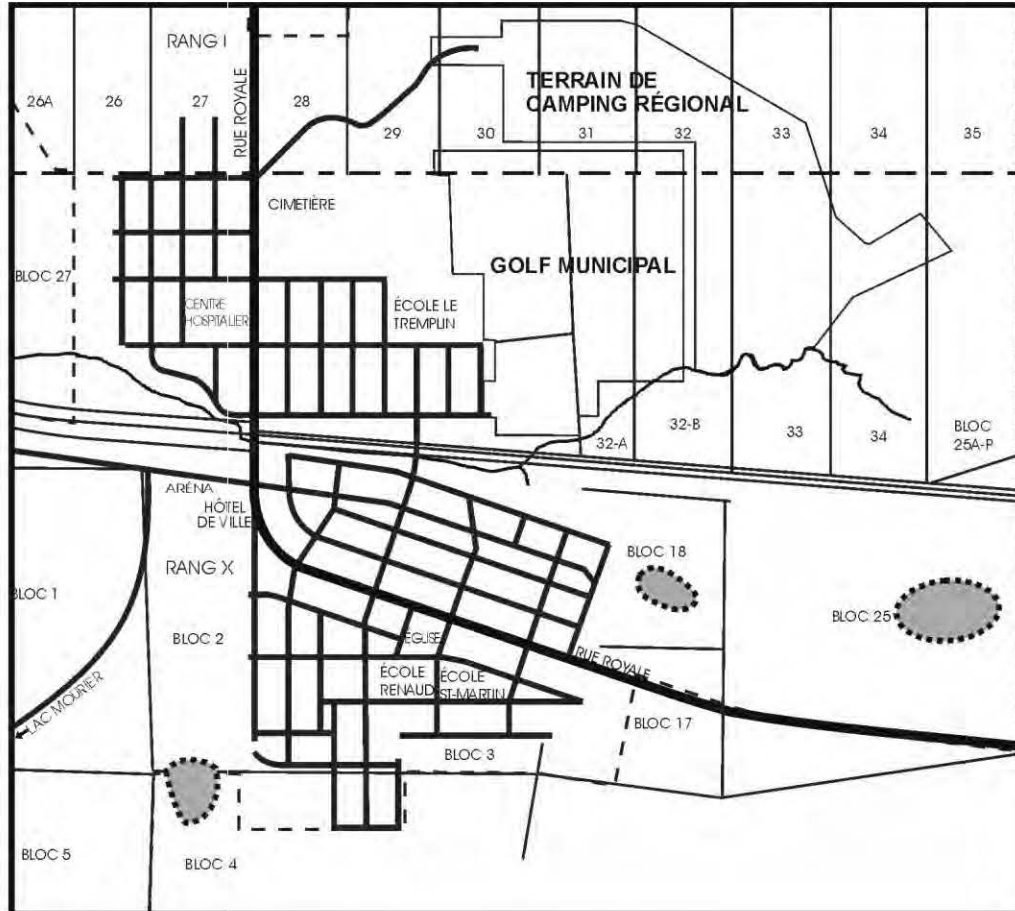 RANG I
RUE ROYALE
26A
26
27
28
29
30
31
32
33
34
35
TERRAIN DE
CAMPING RÉGIONAL
CIMETIÈRE
BLOC 27
GOLF MUNICIPAL
CENTRE
HOSPITALIER
ÉCOLE LE
TREMPLIN
32-A
32-B
33
34
BLOC
25A-P
ARÉNA
HÔTEL
DE VILLE
RANG X
BLOC 18
BLOC 1
BLOC 25
BLOC 2
ÉGLISE
RUE ROYALE
ÉCOLE
RENAUD
ÉCOLE
ST-MARTIN
LAC MOURIER
BLOC 17
BLOC 3
BLOC 5
BLOC 4